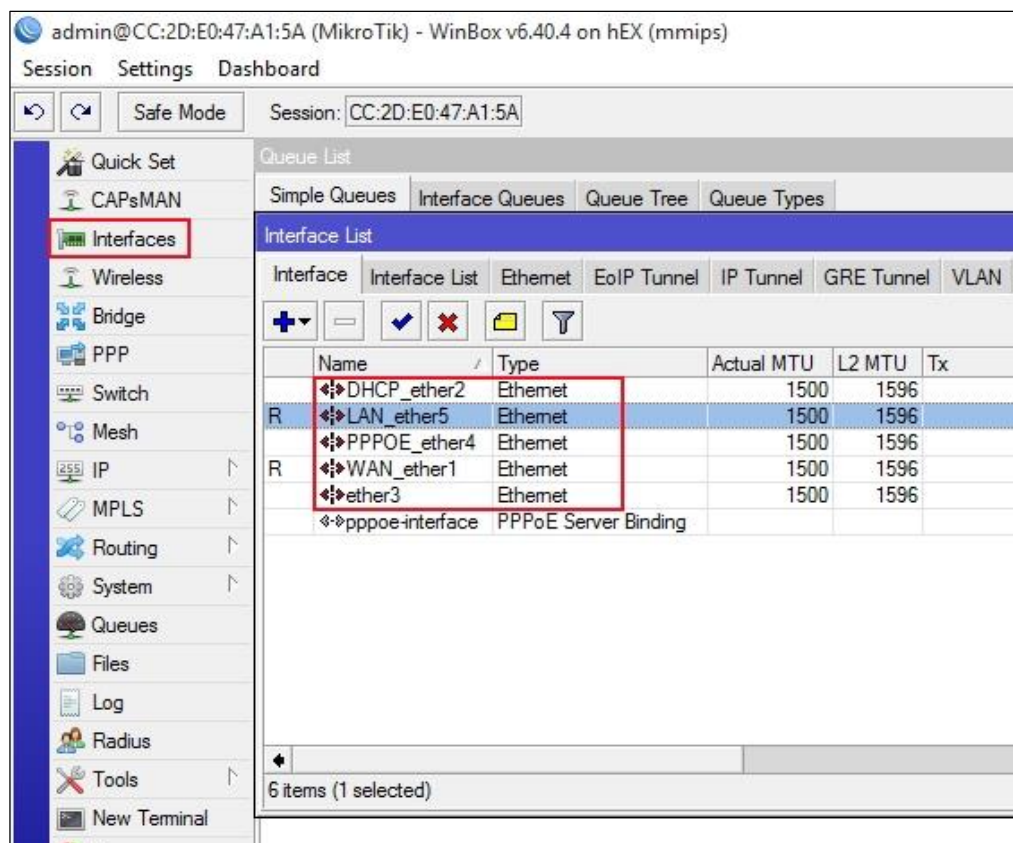 admin@CC:2D:E0:47:A1:5A (MikroTik) - WinBox v6.40.4 on hEX (mmips)
Session Settings Dashboard
Safe Mode Session: CC:2D:E0:47:A1:5A
Quick Set
CAPsMAN
Interfaces
Wireless
Bridge
PPP
Switch
Mesh
255 IP
MPLS
Routing
System
Queues
Files
Log
Radius
Tools
New Terminal
Queue List
Simple Queues Interface Queues Queue Tree Queue Types
Interface List
Interface Interface List Ethernet EoIP Tunnel IP Tunnel GRE Tunnel VLAN
Name / Type Actual MTU L2 MTU Tx
DHCP_ether2 Ethernet 1500 1596
R LAN_ether5 Ethernet 1500 1596
PPPOE_ether4 Ethernet 1500 1596
R WAN_ether1 Ethernet 1500 1596
ether3 Ethernet 1500 1596
pppoe-interface PPPoE Server Binding
6 items (1 selected)